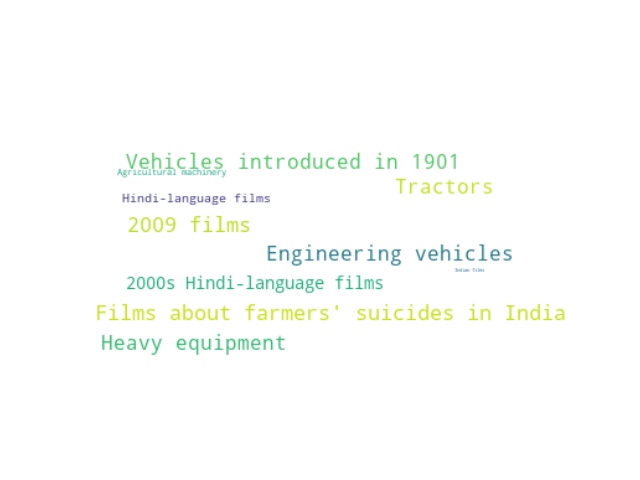 Vehicles introduced in 1901
Agricultural machinery
Tractors
Hindi-language films
2009 films
Engineering vehicles
Indian films
2000s Hindi-language films
Films about farmers' suicides in India
Heavy equipment